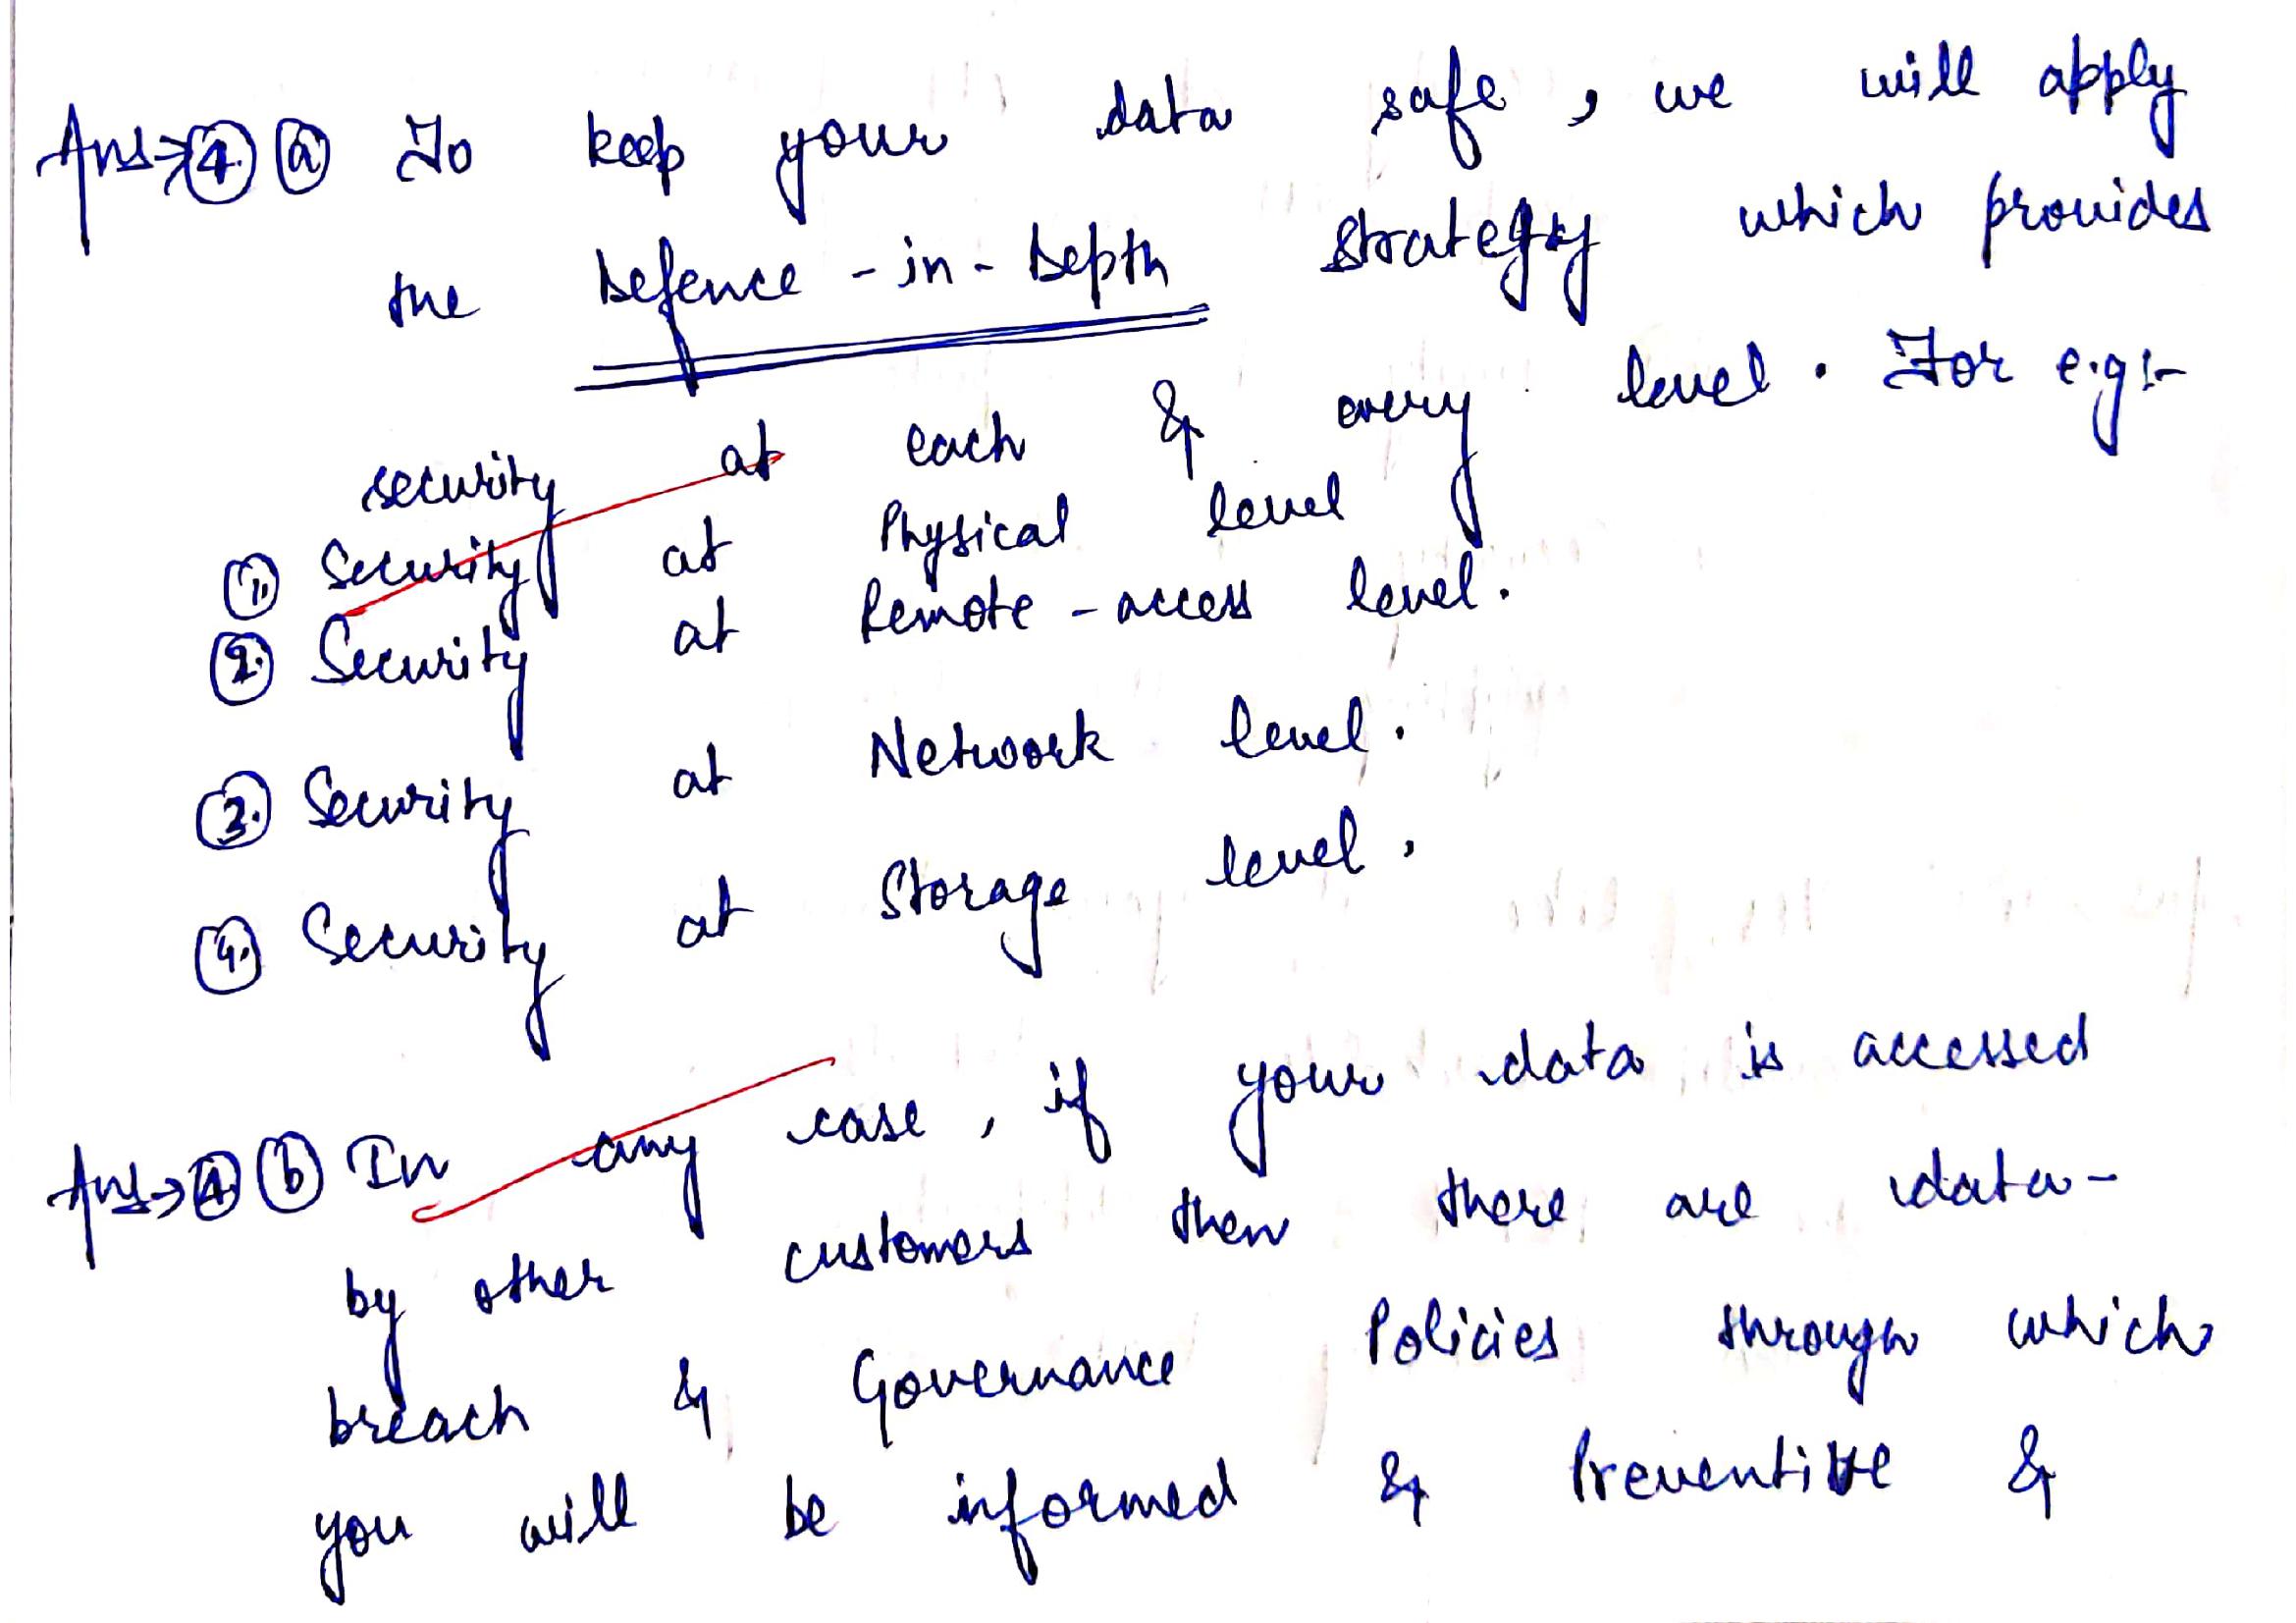 Ans→④ ⓐ To keep your data safe, we will apply
the Defence-in-Depth strategy which provides
security at each & every level. For e.g:-
① Security at Physical level
② Security at Remote-access level.
③ Security at Network level.
④ Security at Storage level.
Ans→④ ⓑ In any case, if your data is accessed
by other customers then there are data-
breach & Governance Policies through which
you will be informed & Preventive &